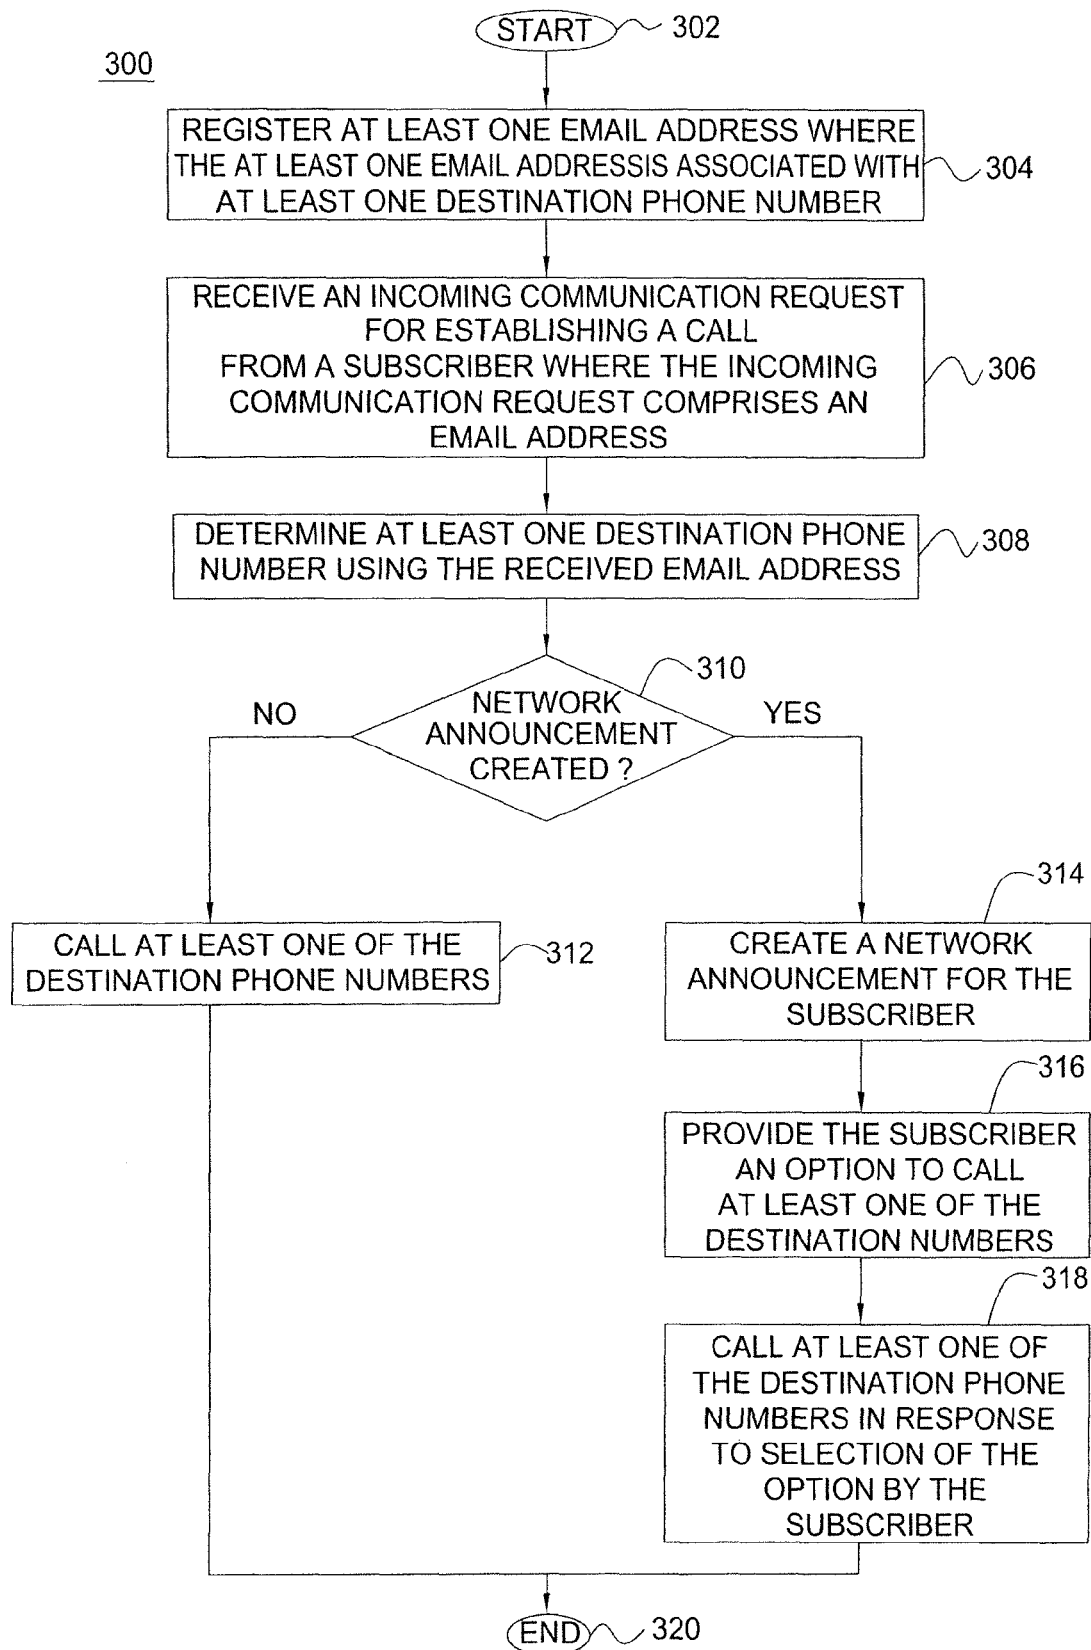 START
302
300
REGISTER AT LEAST ONE EMAIL ADDRESS WHERE
THE AT LEAST ONE EMAIL ADDRESSIS ASSOCIATED WITH
AT LEAST ONE DESTINATION PHONE NUMBER
304
RECEIVE AN INCOMING COMMUNICATION REQUEST
FOR ESTABLISHING A CALL
FROM A SUBSCRIBER WHERE THE INCOMING
COMMUNICATION REQUEST COMPRISES AN
EMAIL ADDRESS
306
DETERMINE AT LEAST ONE DESTINATION PHONE
NUMBER USING THE RECEIVED EMAIL ADDRESS
308
310
NETWORK
ANNOUNCEMENT
CREATED ?
NO
YES
CALL AT LEAST ONE OF THE
DESTINATION PHONE NUMBERS
312
314
CREATE A NETWORK
ANNOUNCEMENT FOR THE
SUBSCRIBER
316
PROVIDE THE SUBSCRIBER
AN OPTION TO CALL
AT LEAST ONE OF THE
DESTINATION NUMBERS
318
CALL AT LEAST ONE OF
THE DESTINATION PHONE
NUMBERS IN RESPONSE
TO SELECTION OF THE
OPTION BY THE
SUBSCRIBER
END
320